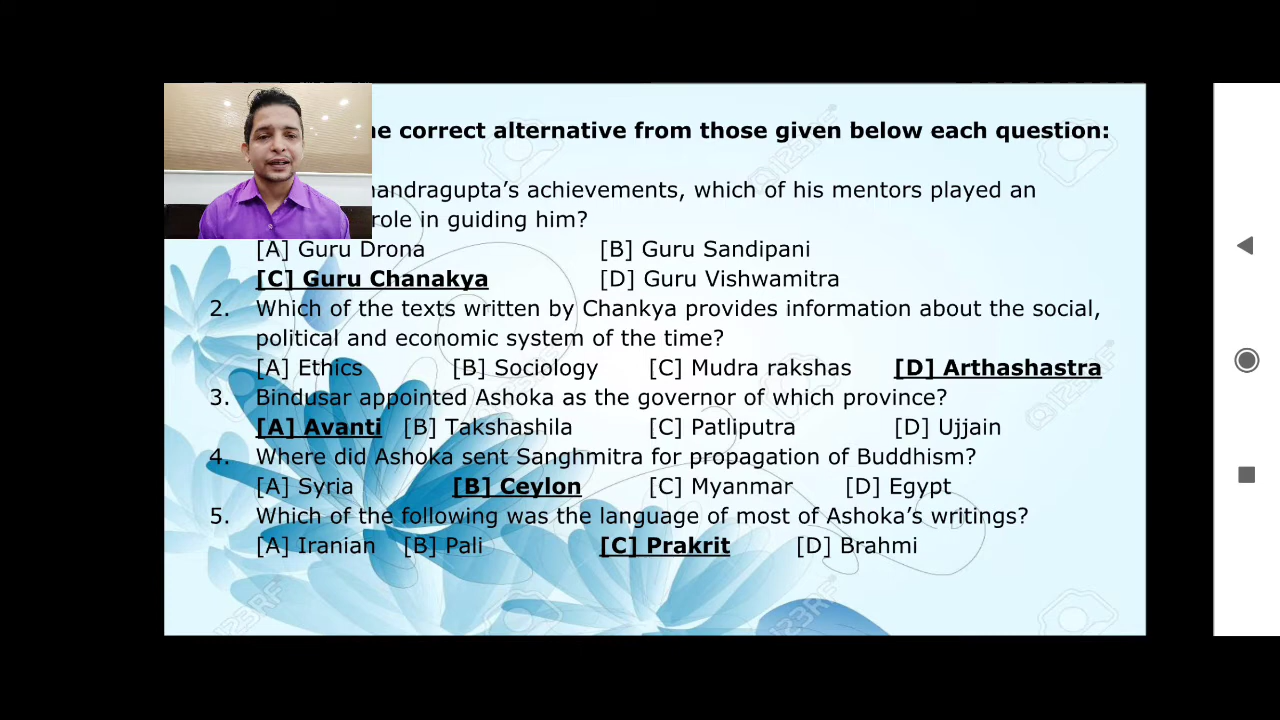 ne correct alternative from those given below each question:
handragupta's achievements, which of his mentors played an
role in guiding him?
[A] Guru Drona [B] Guru Sandipani
[C] Guru Chanakya [D] Guru Vishwamitra
2. Which of the texts written by Chankya provides information about the social,
political and economic system of the time?
[A] Ethics [B] Sociology [C] Mudra rakshas [D] Arthashastra
3. Bindusar appointed Ashoka as the governor of which province?
[A] Avanti [B] Takshashila [C] Patliputra [D] Ujjain
4. Where did Ashoka sent Sanghmitra for propagation of Buddhism?
[A] Syria [B] Ceylon [C] Myanmar [D] Egypt
5. Which of the following was the language of most of Ashoka's writings?
[A] Iranian [B] Pali [C] Prakrit [D] Brahmi